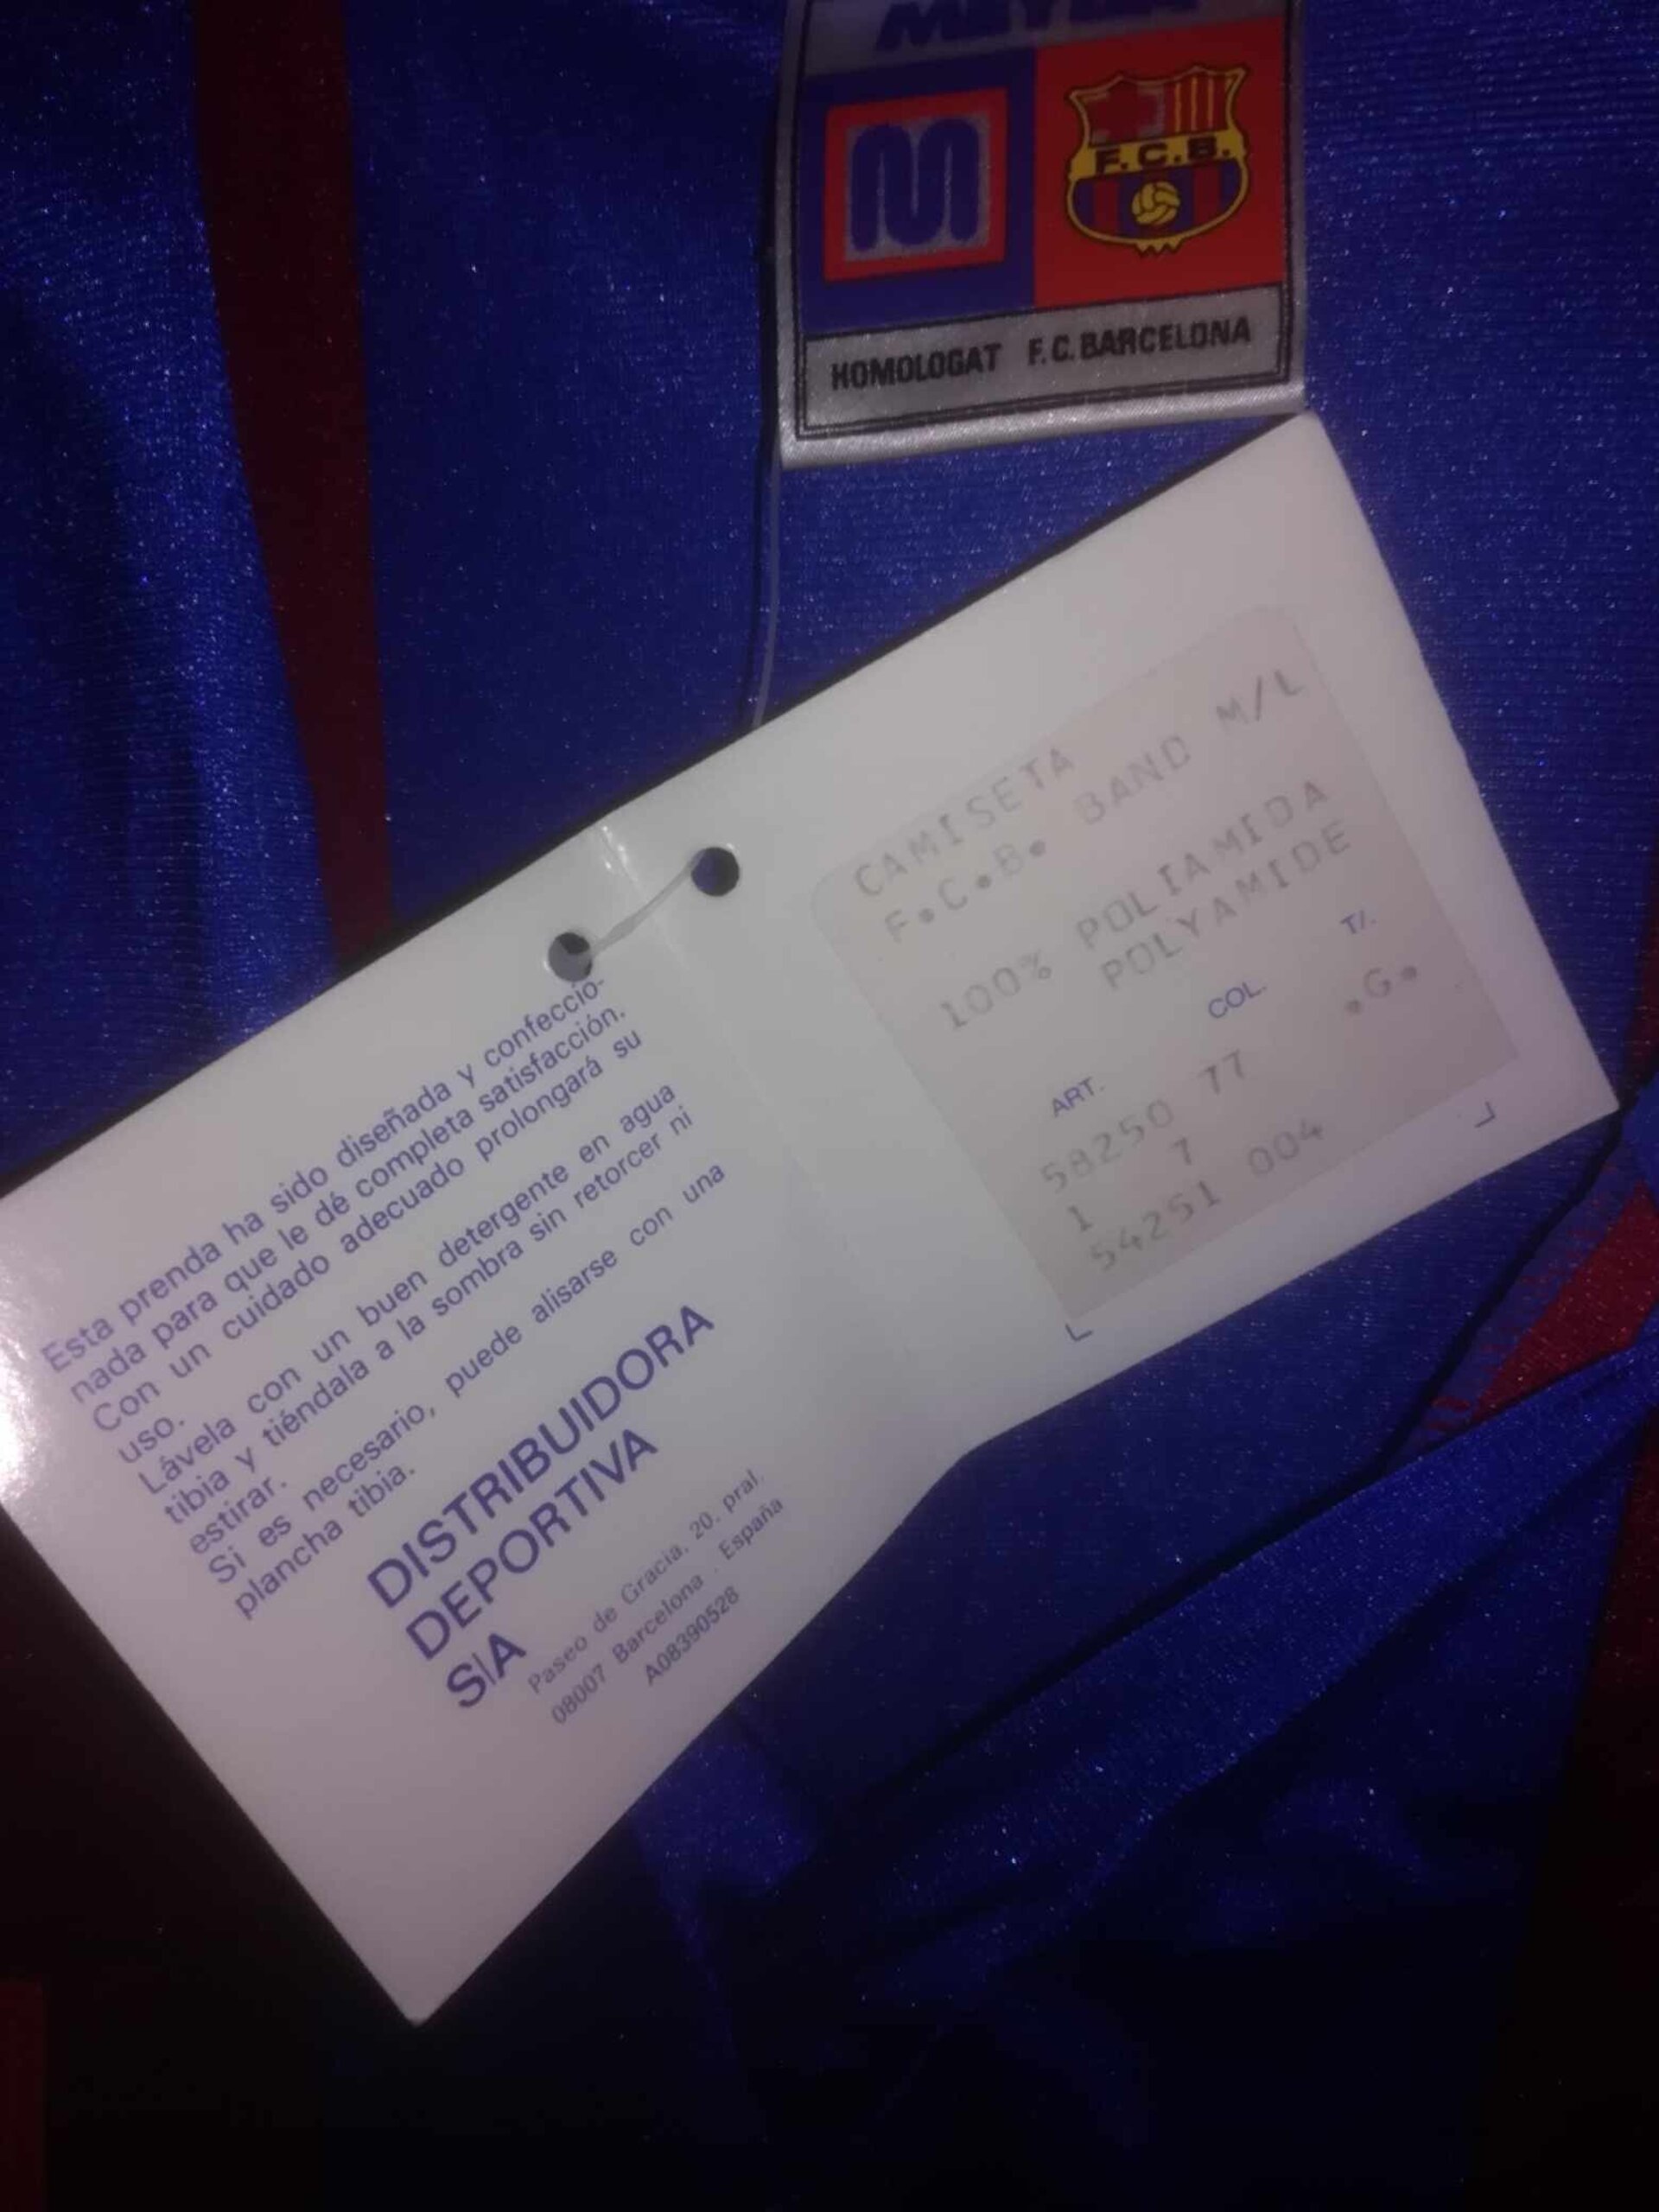 MEYBA
F.C.B.
HOMOLOGAT F.C.BARCELONA
CAMISETA
F.C.B. BAND M/L
100% POLIAMIDA
POLYAMIDE
ART. COL. T/.
58250 77 .G.
1 7
54251 004
Esta prenda ha sido diseñada y confeccio-
nada para que le dé completa satisfacción.
Con un cuidado adecuado prolongará su
uso.
Lávela con un buen detergente en agua
tibia y tiéndala a la sombra sin retorcer ni
estirar.
Si es necesario, puede alisarse con una
plancha tibia.
DISTRIBUIDORA
DEPORTIVA
S/A
Paseo de Gracia, 20, pral.
08007 Barcelona . España
A08390528